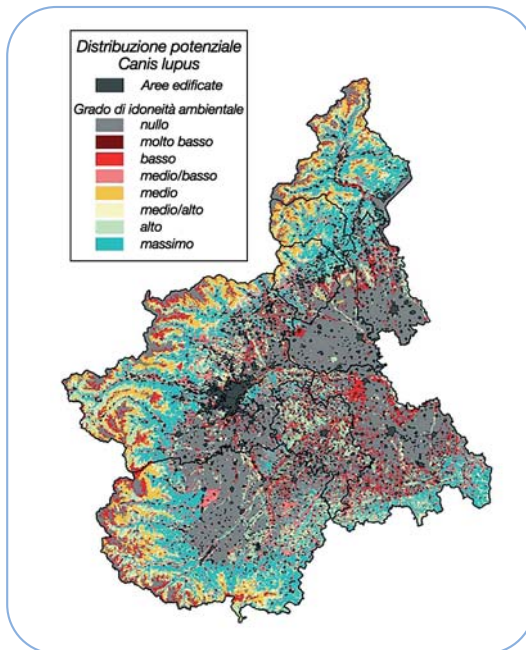 Distribuzione potenziale
Canis lupus
Aree edificate
Grado di idoneità ambientale
nullo
molto basso
basso
medio/basso
medio
medio/alto
alto
massimo